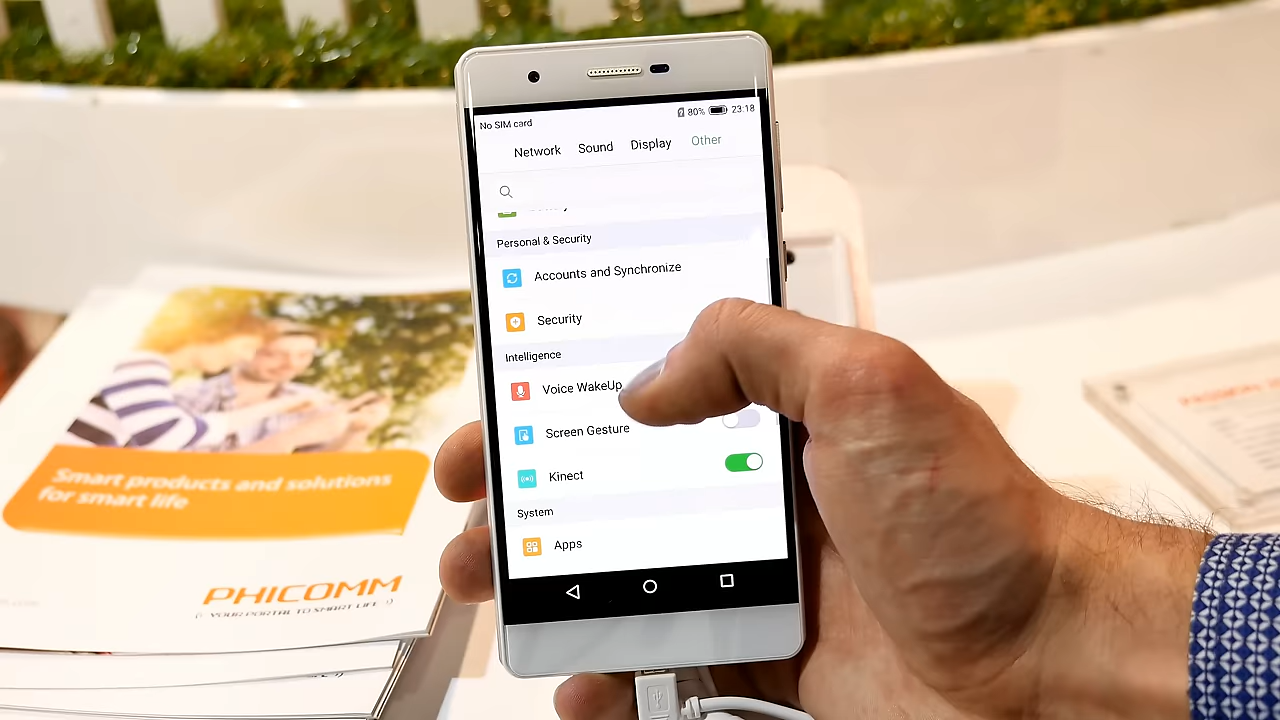 No SIM card
80%
23:18
Network
Sound
Display
Other
Personal & Security
Accounts and Synchronize
Security
Intelligence
Voice WakeUp
Screen Gesture
Kinect
System
Apps
Smart products and solutions
for smart life
PHICOMM
YOUR PORTAL TO SMART LIFE